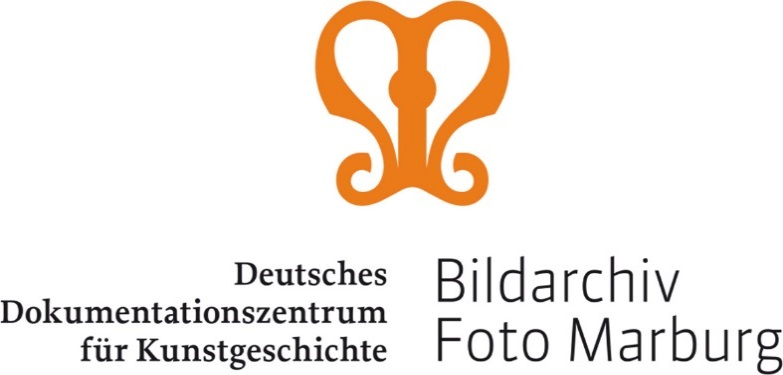 Deutsches
Dokumentationszentrum
für Kunstgeschichte
Bildarchiv
Foto Marburg